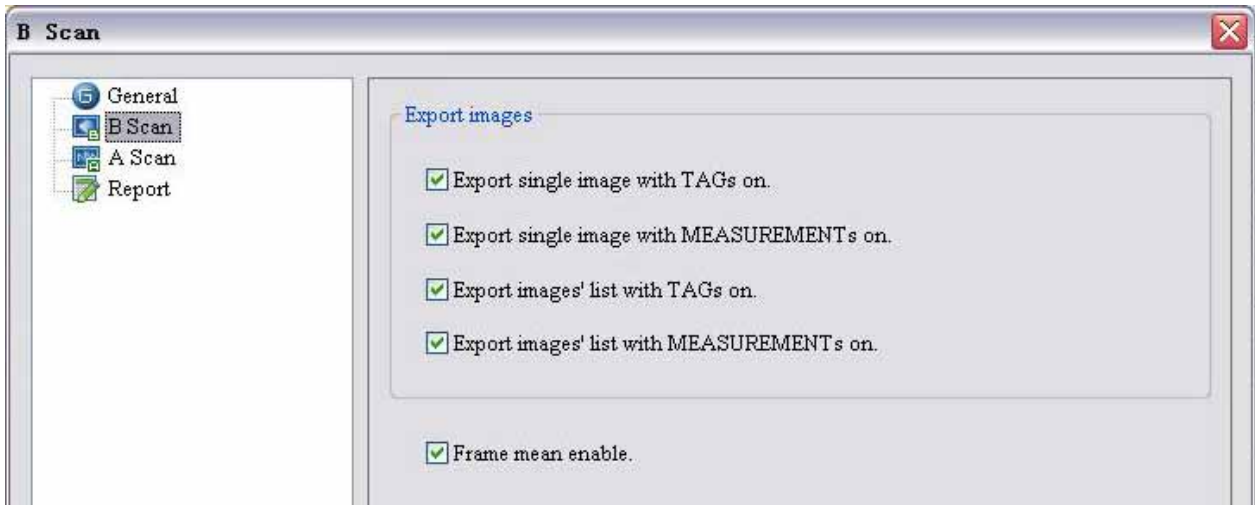 B Scan
General
B Scan
A Scan
Report
Export images
Export single image with TAGs on.
Export single image with MEASUREMENTs on.
Export images' list with TAGs on.
Export images' list with MEASUREMENTs on.
Frame mean enable.